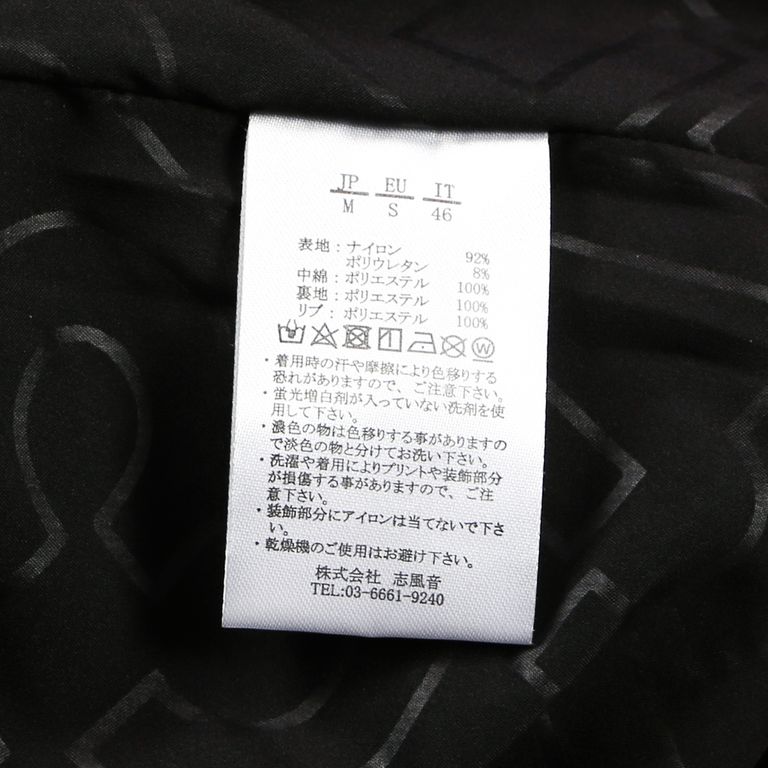 JP EU IT
M S 46
表地：ナイロン 92%
ポリウレタン 8%
中綿：ポリエステル 100%
裏地：ポリエステル 100%
リブ：ポリエステル 100%
・着用時の汗や摩擦により色移りする
恐れがありますので、ご注意下さい。
・蛍光増白剤が入っていない洗剤を使
用して下さい。
・濃色の物は色移りする事がありますの
で淡色の物と分けてお洗い下さい。
・洗濯や着用によりプリントや装飾部分
が損傷する事がありますので、ご注
意下さい。
・装飾部分にアイロンは当てないで下さ
い。
・乾燥機のご使用はお避け下さい。
株式会社 志風音
TEL:03-6661-9240